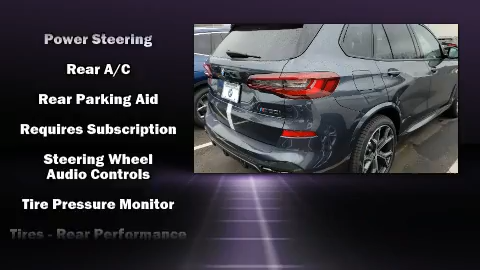 Power Steering
Rear A/C
Rear Parking Aid
Requires Subscription
Steering Wheel
Audio Controls
Tire Pressure Monitor
Tires - Rear Performance